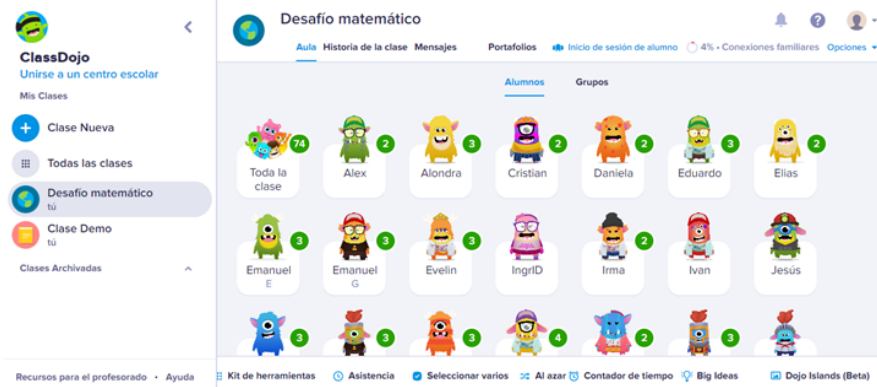 ClassDojo
Unirse a un centro escolar
Mis Clases
Clase Nueva
Todas las clases
Desafío matemático
tú
Clase Demo
tú
Clases Archivadas
Recursos para el profesorado • Ayuda
Desafío matemático
Aula Historia de la clase Mensajes Portafolios Inicio de sesión de alumno 4% • Conexiones familiares Opciones
Alumnos Grupos
74 2 3 2 2 3 2
Toda la clase Alex Alondra Cristian Daniela Eduardo Elias
3 3 3 2
Emanuel E Emanuel G Evelin IngrID Irma Ivan Jesús
3 3 3 4 2 3
Kit de herramientas Asistencia Seleccionar varios Al azar Contador de tiempo Big Ideas Dojo Islands (Beta)